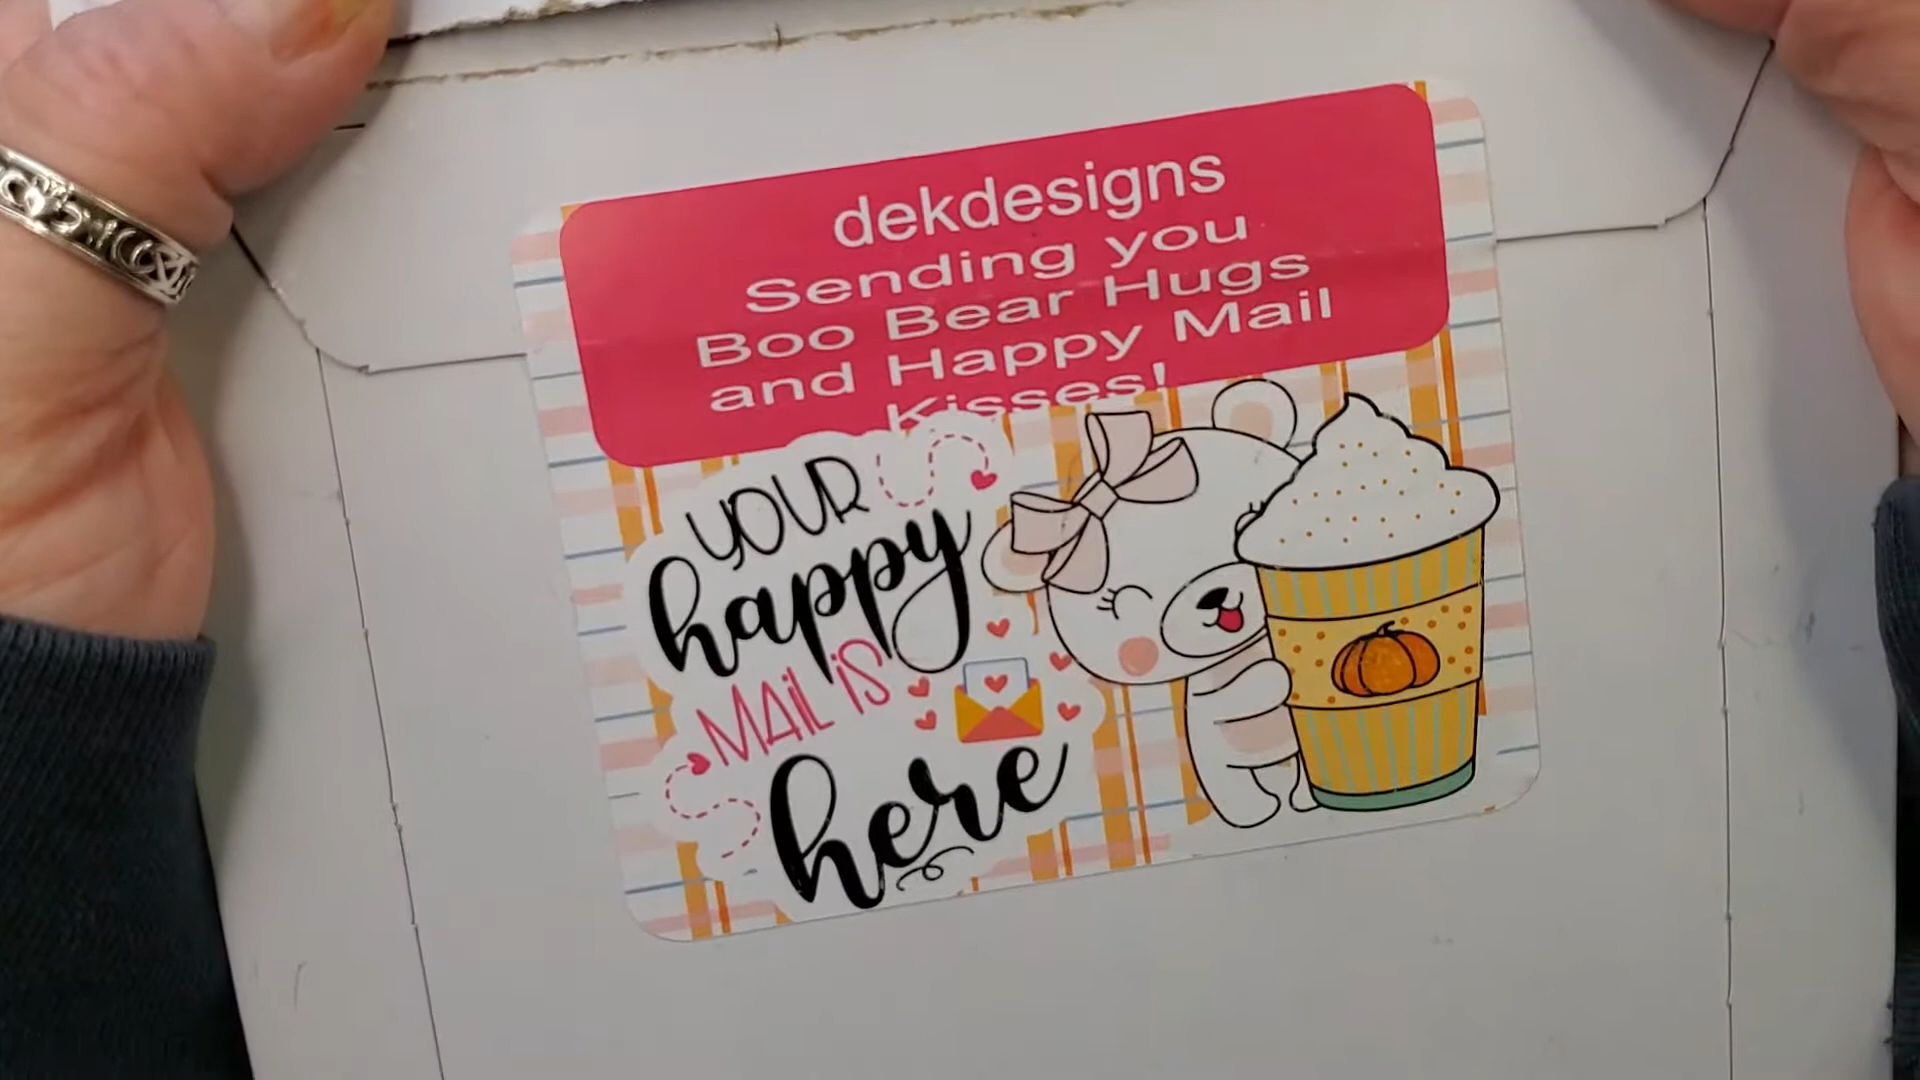 dekdesigns
Sending you
Boo Bear Hugs
and Happy Mail
Kisses!
YOUR
happy
MAiL iS
here